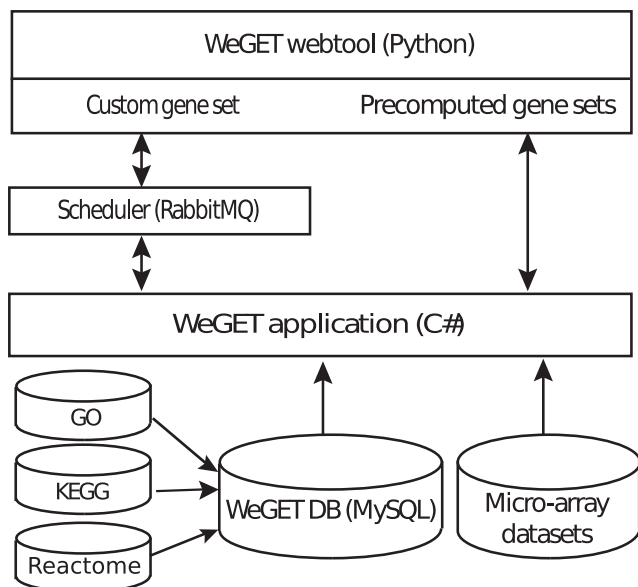 WeGET webtool (Python)
Custom gene set
Precomputed gene sets
Scheduler (RabbitMQ)
WeGET application (C#)
GO
KEGG
Reactome
WeGET DB (MySQL)
Micro-array
datasets